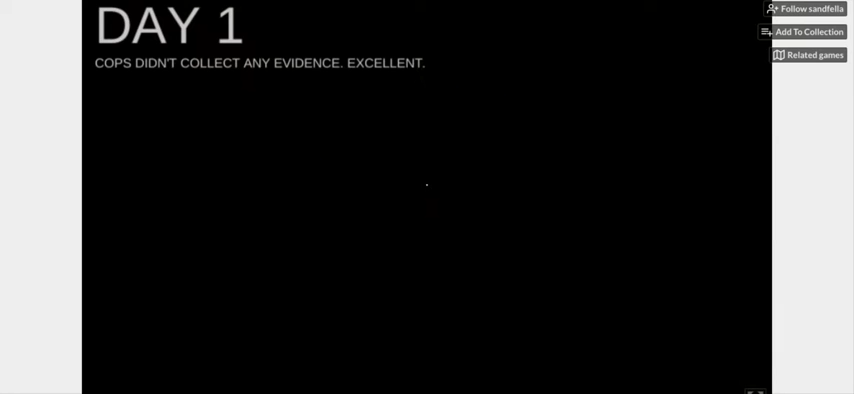 DAY 1
COPS DIDN'T COLLECT ANY EVIDENCE. EXCELLENT.
Follow sandfella
Add To Collection
Related games